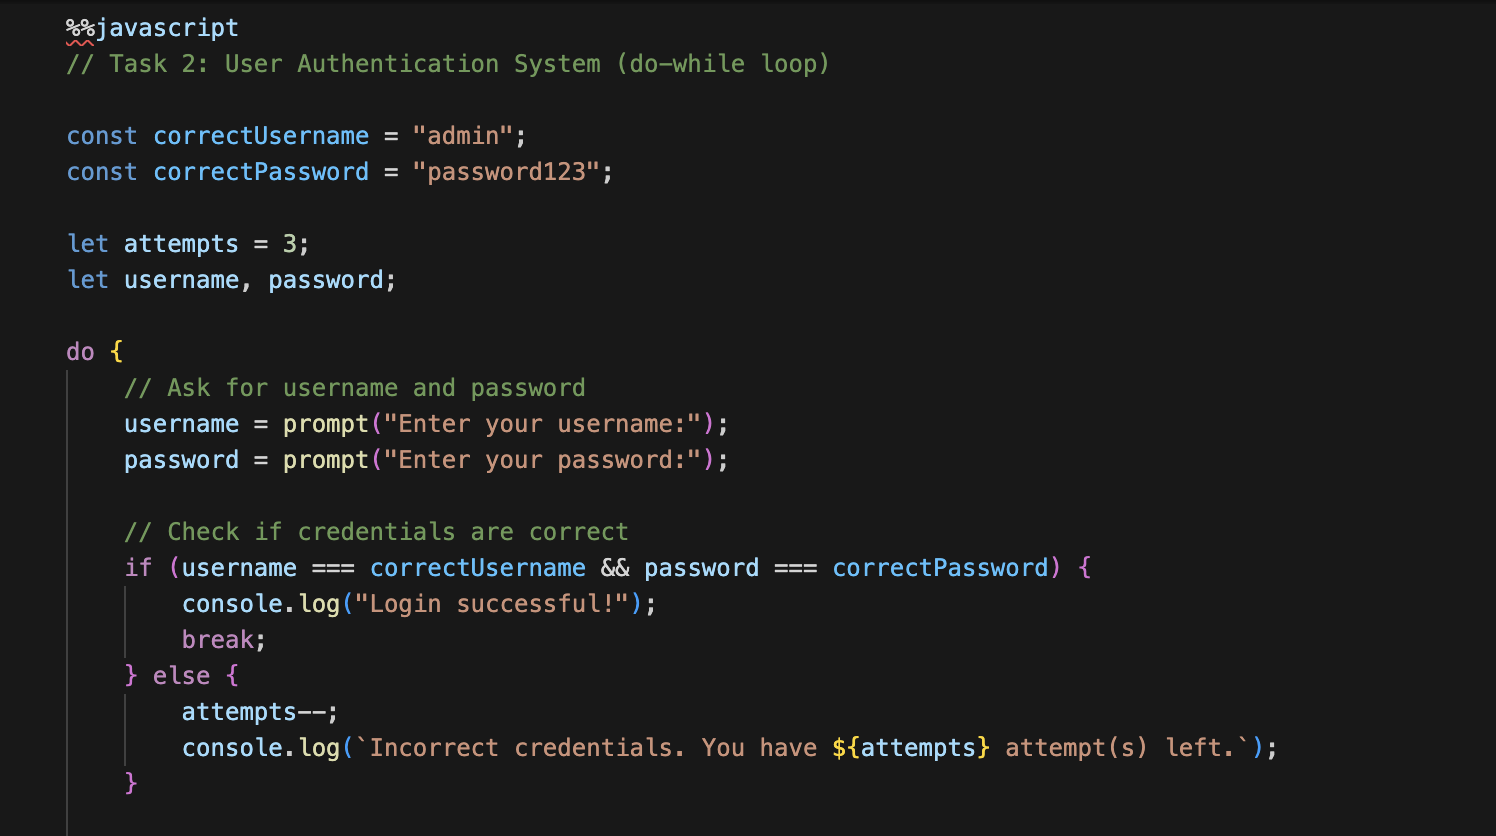 %%javascript
// Task 2: User Authentication System (do-while loop)
const correctUsername = "admin";
const correctPassword = "password123";
let attempts = 3;
let username, password;
do {
// Ask for username and password
username = prompt("Enter your username:");
password = prompt("Enter your password:");
// Check if credentials are correct
if (username === correctUsername && password === correctPassword) {
console.log("Login successful!");
break;
} else {
attempts--;
console.log(`Incorrect credentials. You have ${attempts} attempt(s) left.`);
}